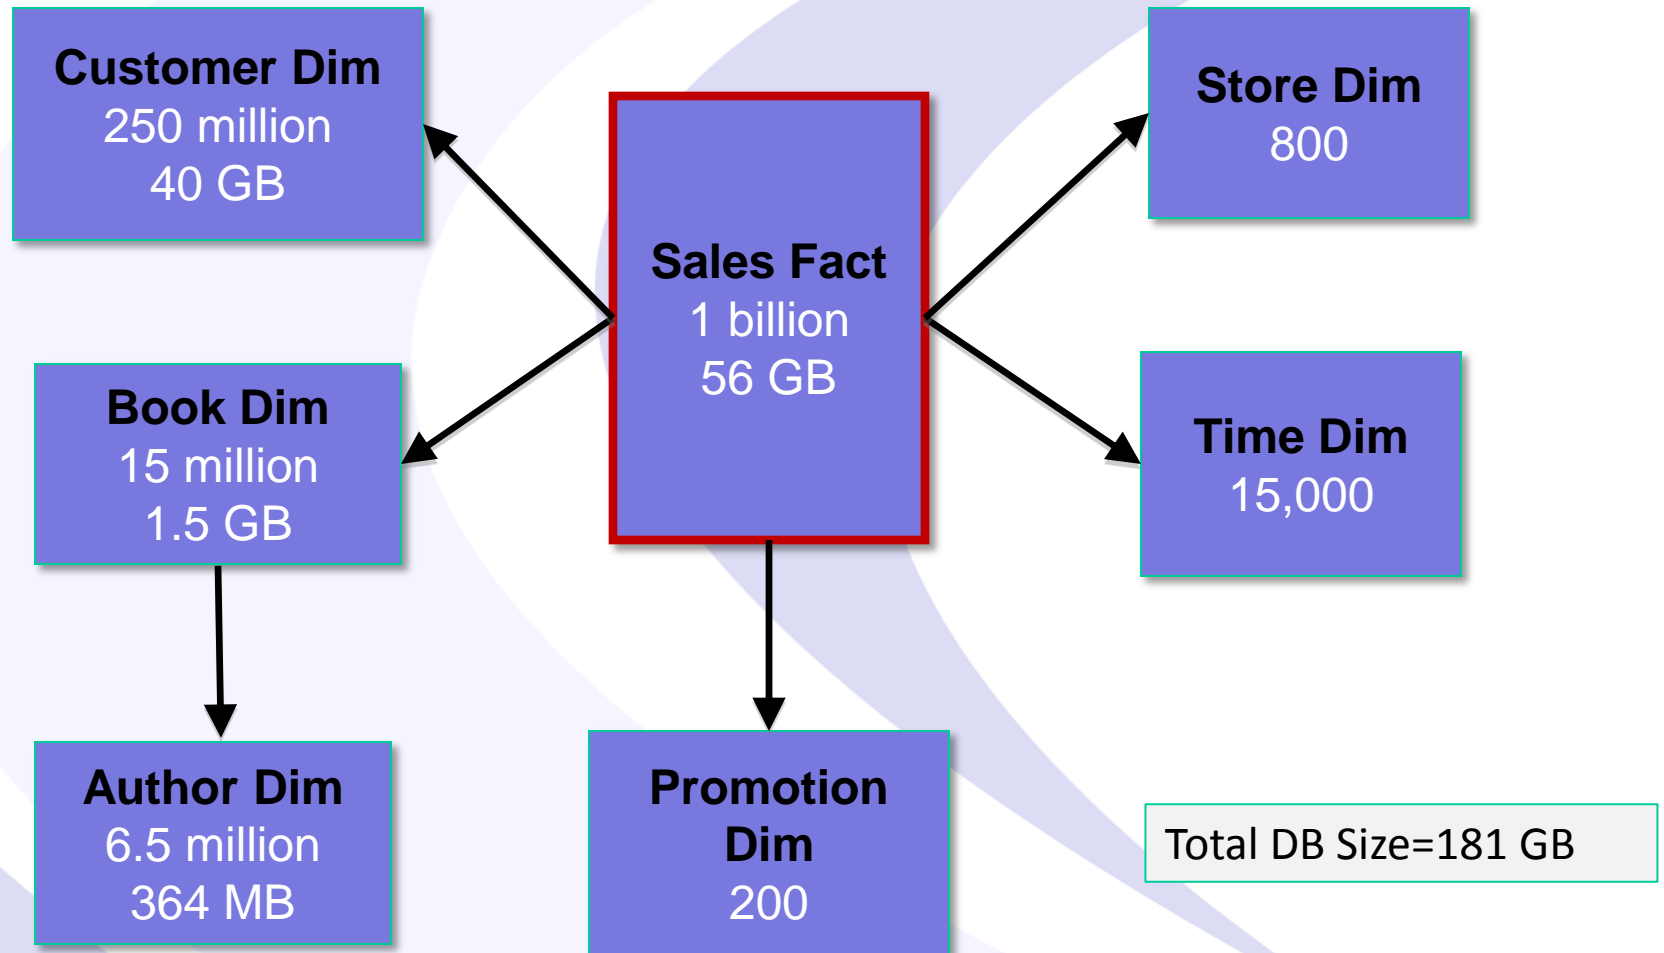 Customer Dim
250 million
40 GB
Store Dim
800
Sales Fact
1 billion
56 GB
Book Dim
15 million
1.5 GB
Time Dim
15,000
Author Dim
6.5 million
364 MB
Promotion
Dim
200
Total DB Size=181 GB